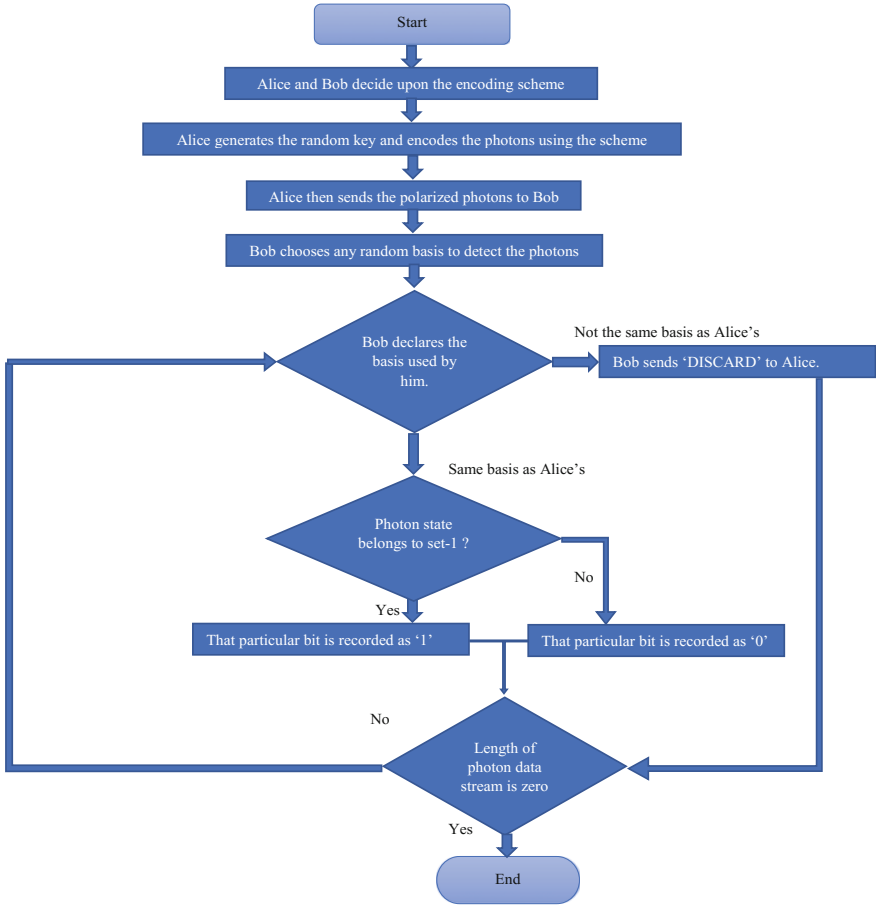 Start
Alice and Bob decide upon the encoding scheme
Alice generates the random key and encodes the photons using the scheme
Alice then sends the polarized photons to Bob
Bob chooses any random basis to detect the photons
Bob declares the
basis used by
him.
Not the same basis as Alice’s
Bob sends ‘DISCARD’ to Alice.
Same basis as Alice’s
Photon state
belongs to set-1 ?
No
Yes
That particular bit is recorded as ‘1’
That particular bit is recorded as ‘0’
No
Length of
photon data
stream is zero
Yes
End